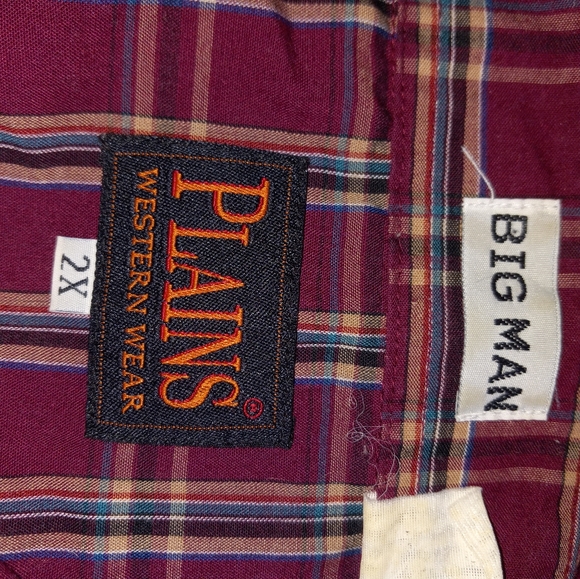 BIG MAN
PLAINS®
WESTERN WEAR
2X